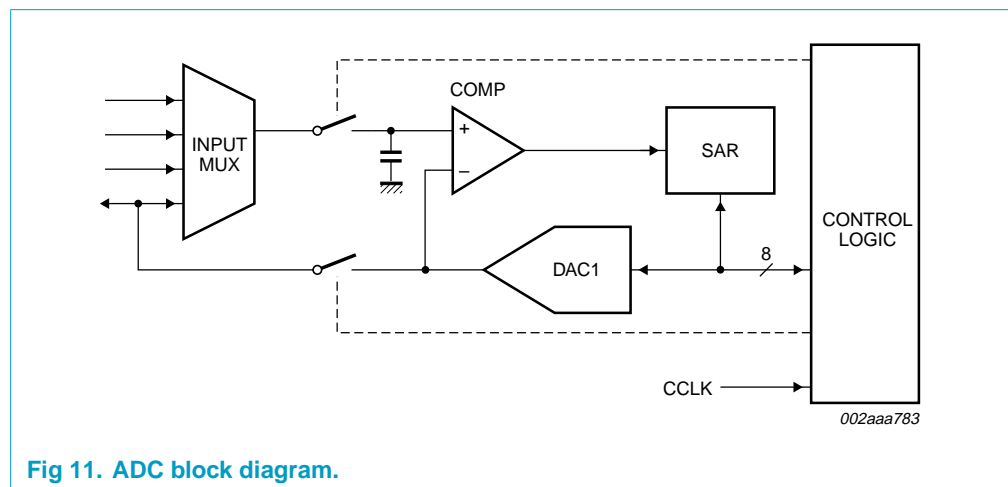 COMP
+
−
INPUT
MUX
SAR
CONTROL
LOGIC
8
DAC1
CCLK
002aaa783
Fig 11. ADC block diagram.